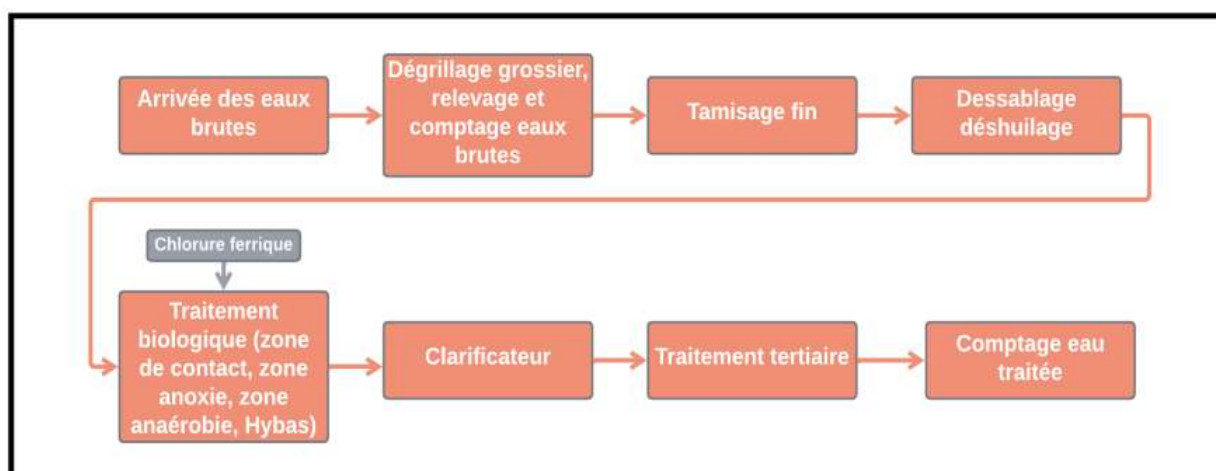 Arrivée des eaux
brutes
Dégrillage grossier,
relevage et
comptage eaux
brutes
Tamisage fin
Dessablage
déshuilage
Chlorure ferrique
Traitement
biologique (zone
de contact, zone
anoxie, zone
anaérobie, Hybas)
Clarificateur
Traitement tertiaire
Comptage eau
traitée